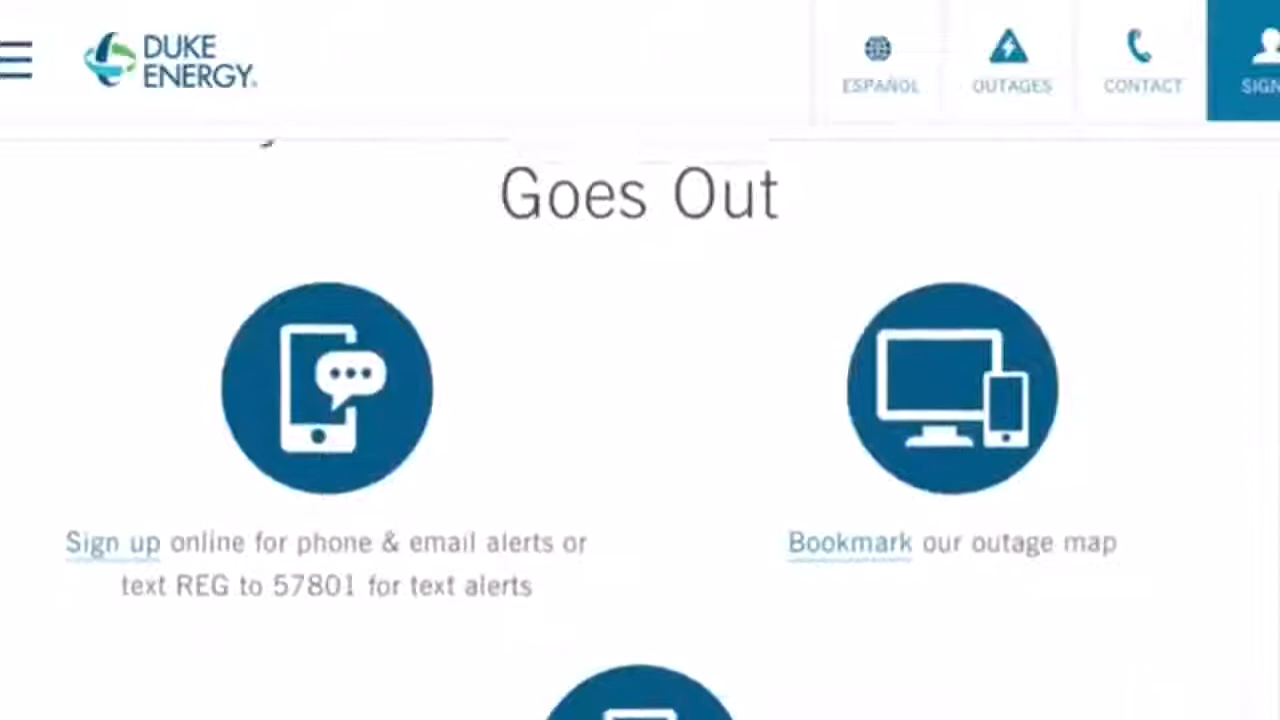 DUKE
ENERGY.
ESPAÑOL
OUTAGES
CONTACT
SIGN
Goes Out
Sign up online for phone & email alerts or
text REG to 57801 for text alerts
Bookmark our outage map